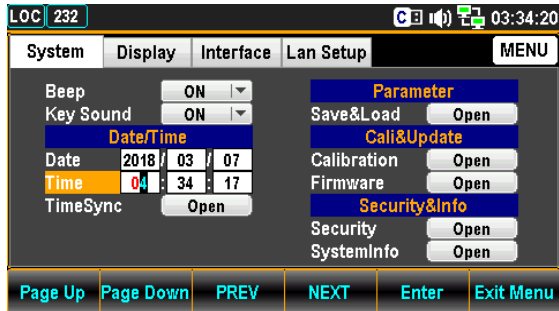 LOC 232 C 03:34:20
System Display Interface Lan Setup MENU
Beep ON
Key Sound ON
Date/Time
Date 2018 / 03 / 07
Time 04 : 34 : 17
TimeSync Open
Parameter
Save&Load Open
Cali&Update
Calibration Open
Firmware Open
Security&Info
Security Open
SystemInfo Open
Page Up Page Down PREV NEXT Enter Exit Menu